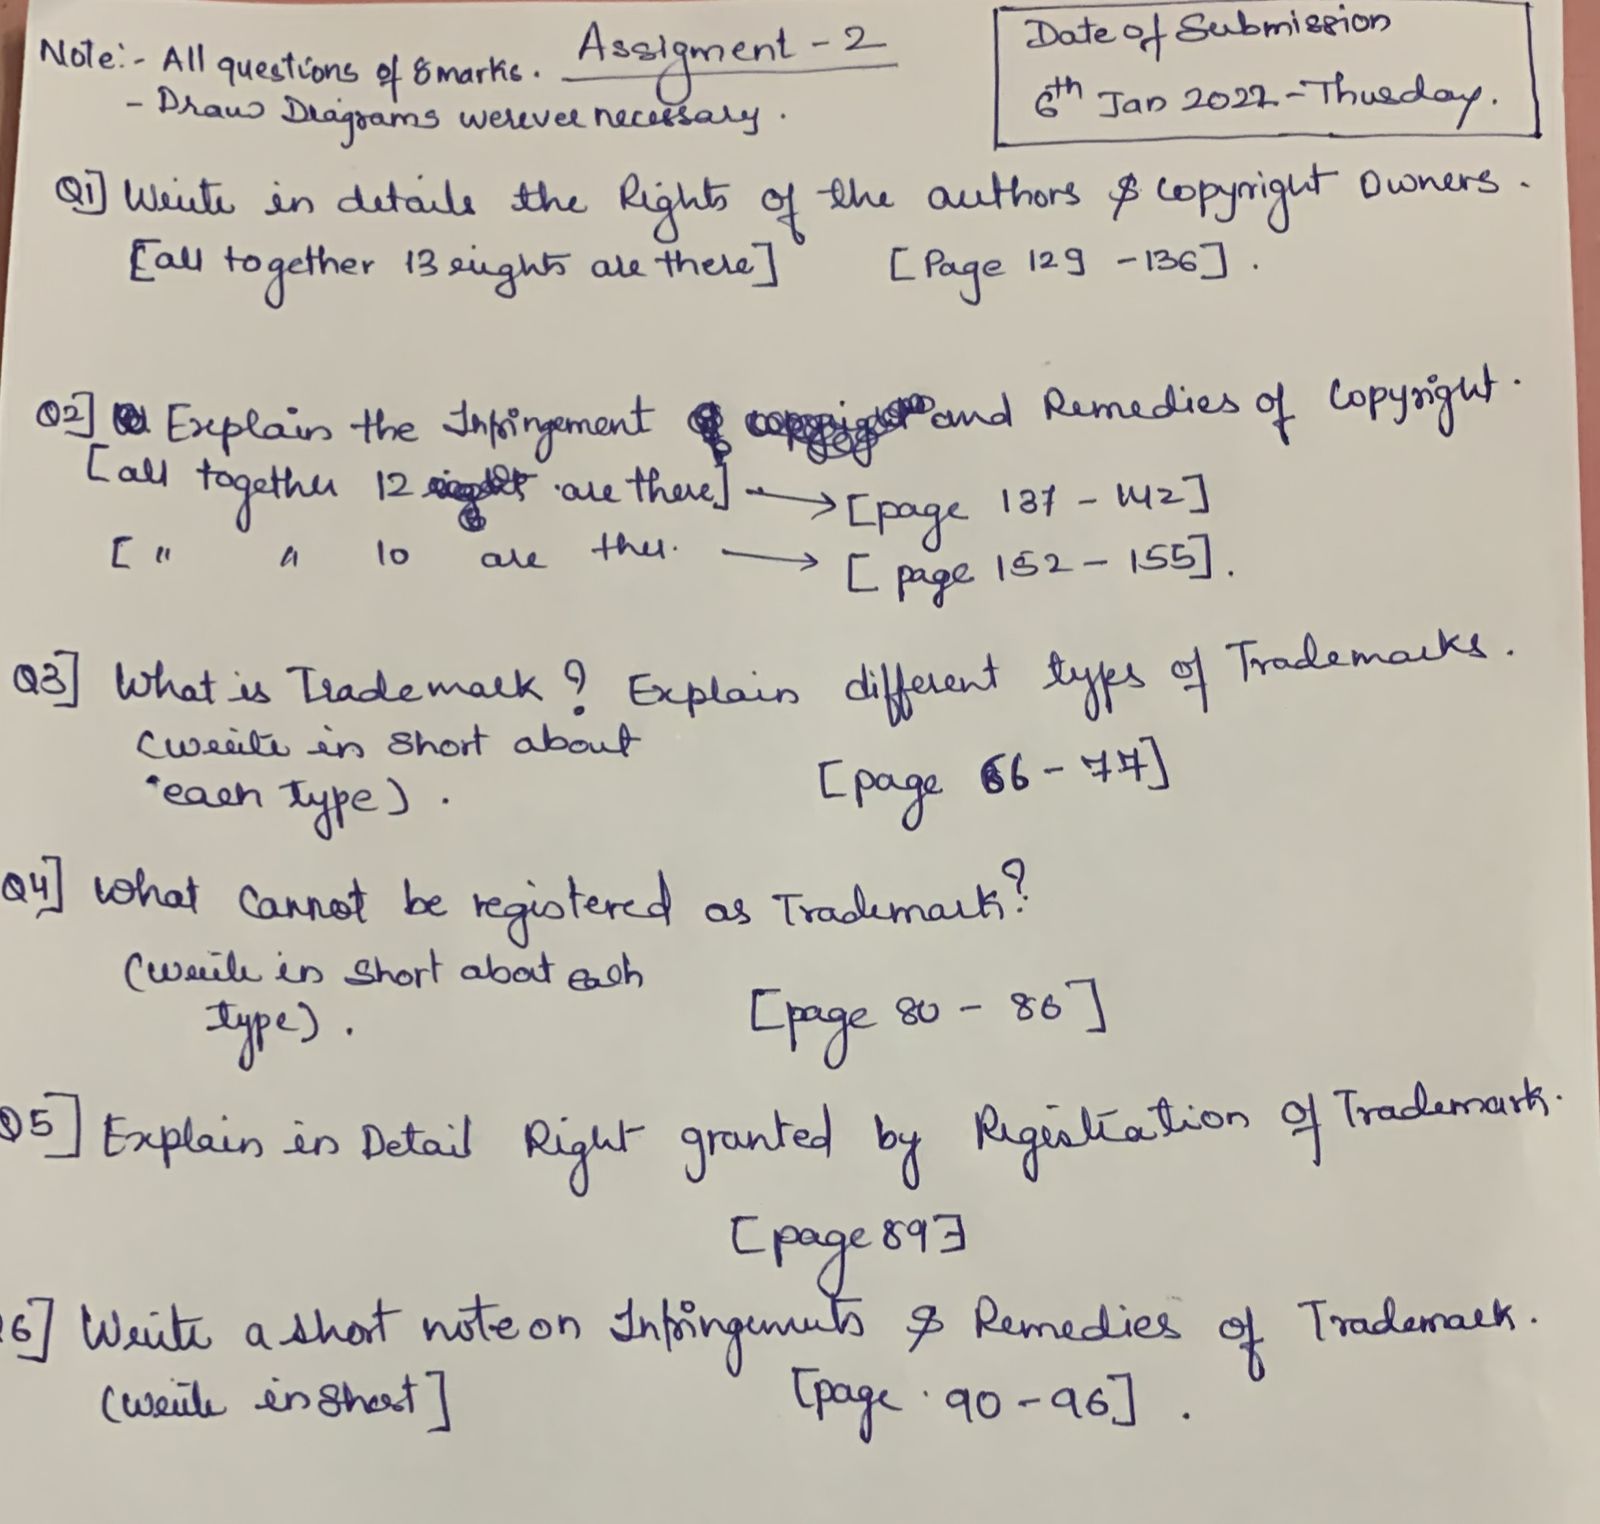 Assigment - 2
Note:- All questions of 8 marks.
- Draw Diagrams werever necessary.
Date of Submission
6th Jan 2022 - Thusday.
Q1] Write in details the Rights of the authors & copyright Owners.
[all together 13 rights are there] [Page 129 - 136].
Q2] Explain the Infringement and Remedies of Copyright.
[all together 12 are there] → [page 137 - 142]
[ " " 10 are ther. → [page 152 - 155].
Q3] What is Trademark? Explain different types of Trademarks.
(write in short about
each type). [page 66 - 77]
Q4] What Cannot be registered as Trademark?
(write in short abot each
type). [page 80 - 86]
Q5] Explain in Detail Right granted by Registration of Trademark.
[page 89]
6] Write a short note on Infringements & Remedies of Trademark.
(write in short] [page . 90 - 96].